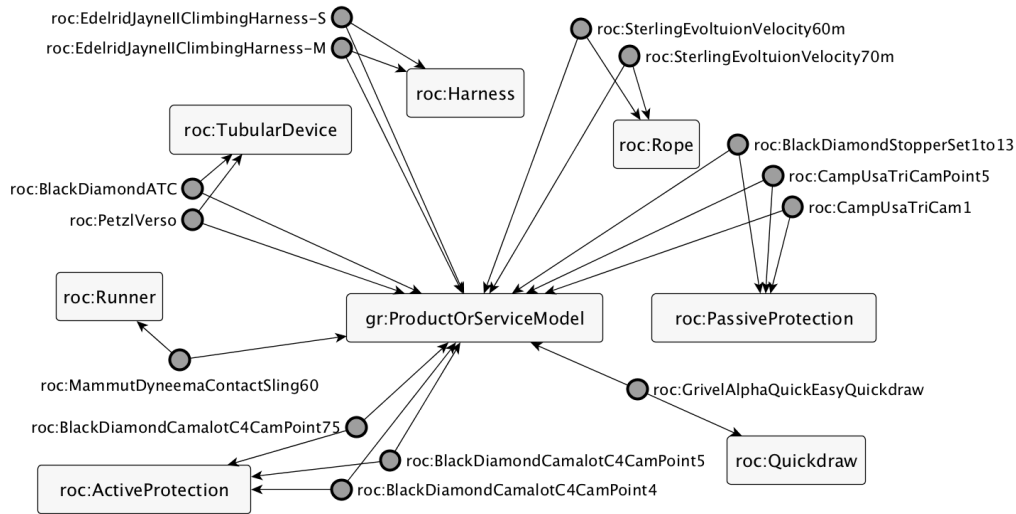 roc:EdelridJayneIIClimbingHarness-S
roc:SterlingEvoltuionVelocity60m
roc:EdelridJayneIIClimbingHarness-M
roc:SterlingEvoltuionVelocity70m
roc:Harness
roc:TubularDevice
roc:Rope
roc:BlackDiamondStopperSet1to13
roc:CampUsaTriCamPoint5
roc:BlackDiamondATC
roc:CampUsaTriCam1
roc:PetzlVerso
roc:Runner
gr:ProductOrServiceModel
roc:PassiveProtection
roc:MammutDyneemaContactSling60
roc:GrivelAlphaQuickEasyQuickdraw
roc:BlackDiamondCamalotC4CamPoint75
roc:BlackDiamondCamalotC4CamPoint5
roc:Quickdraw
roc:ActiveProtection
roc:BlackDiamondCamalotC4CamPoint4